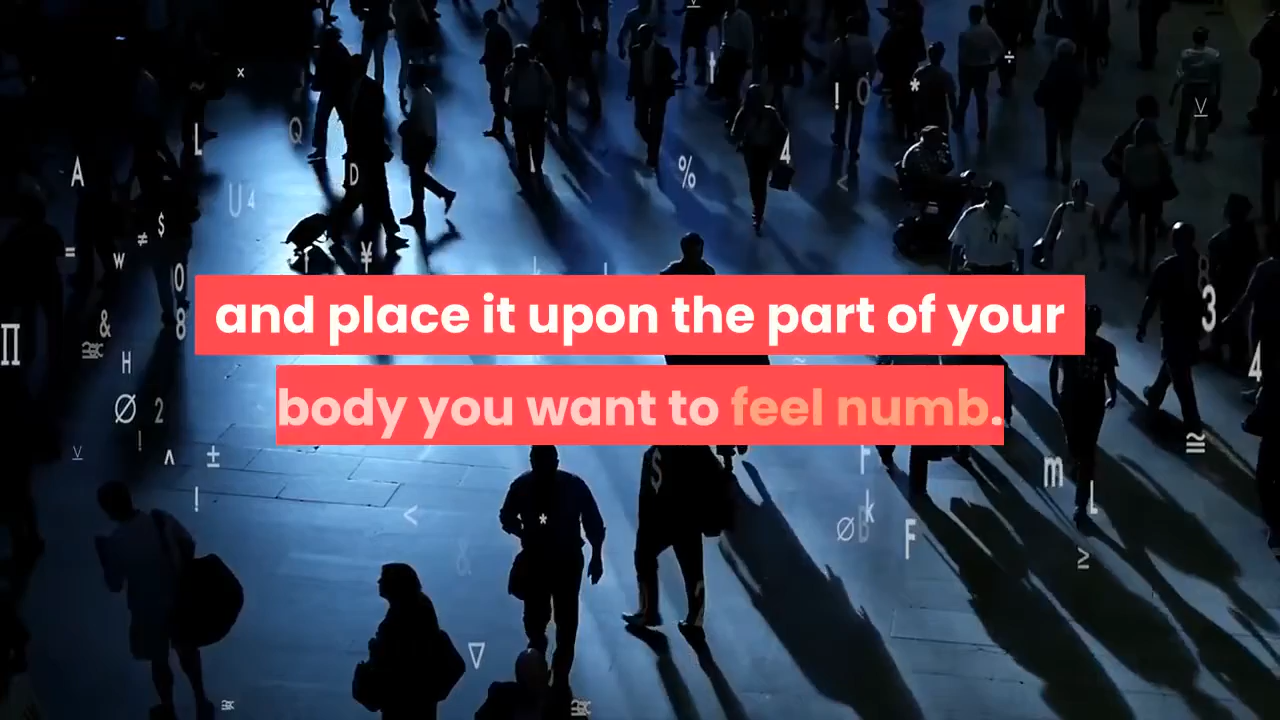 and place it upon the part of your
body you want to feel numb.